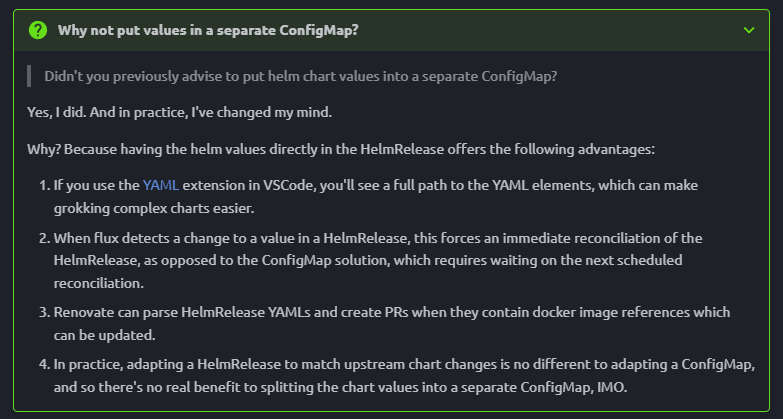 Why not put values in a separate ConfigMap?
Didn't you previously advise to put helm chart values into a separate ConfigMap?
Yes, I did. And in practice, I've changed my mind.
Why? Because having the helm values directly in the HelmRelease offers the following advantages:
1. If you use the YAML extension in VSCode, you'll see a full path to the YAML elements, which can make
grokking complex charts easier.
2. When flux detects a change to a value in a HelmRelease, this forces an immediate reconciliation of the
HelmRelease, as opposed to the ConfigMap solution, which requires waiting on the next scheduled
reconciliation.
3. Renovate can parse HelmRelease YAMLs and create PRs when they contain docker image references which
can be updated.
4. In practice, adapting a HelmRelease to match upstream chart changes is no different to adapting a ConfigMap,
and so there's no real benefit to splitting the chart values into a separate ConfigMap, IMO.